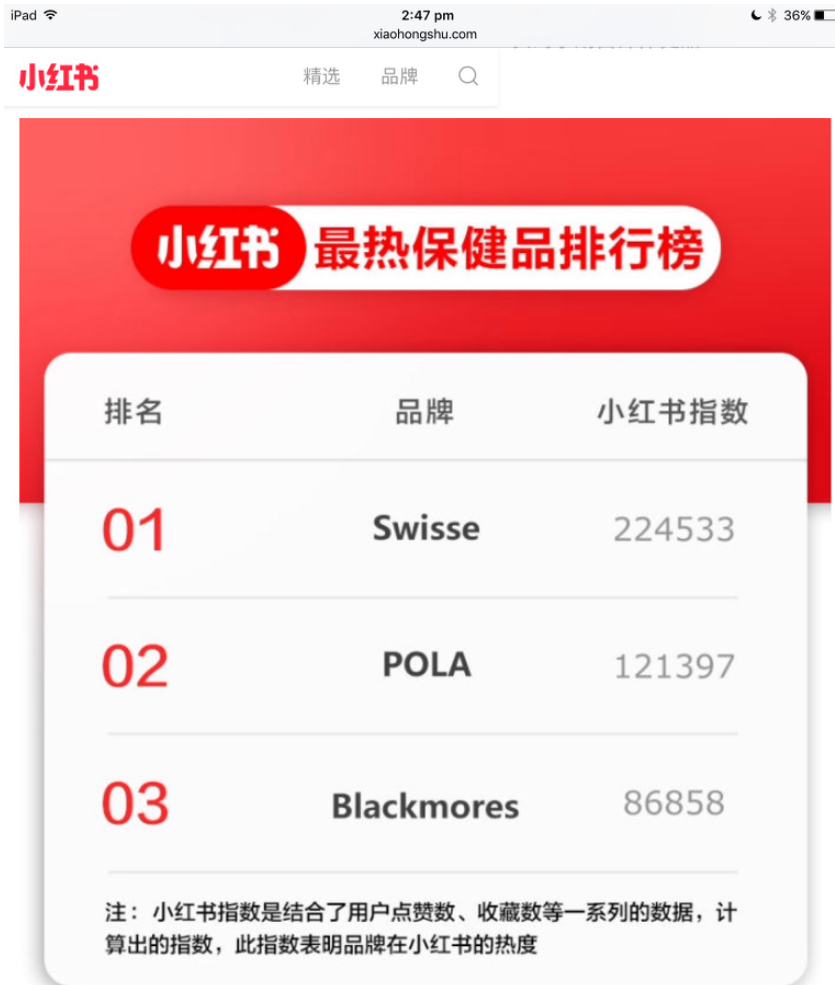 iPad
2:47 pm
36%
xiaohongshu.com
小红书
精选 品牌
小红书 最热保健品排行榜
排名 品牌 小红书指数
01 Swisse 224533
02 POLA 121397
03 Blackmores 86858
注：小红书指数是结合了用户点赞数、收藏数等一系列的数据，计
算出的指数，此指数表明品牌在小红书的热度